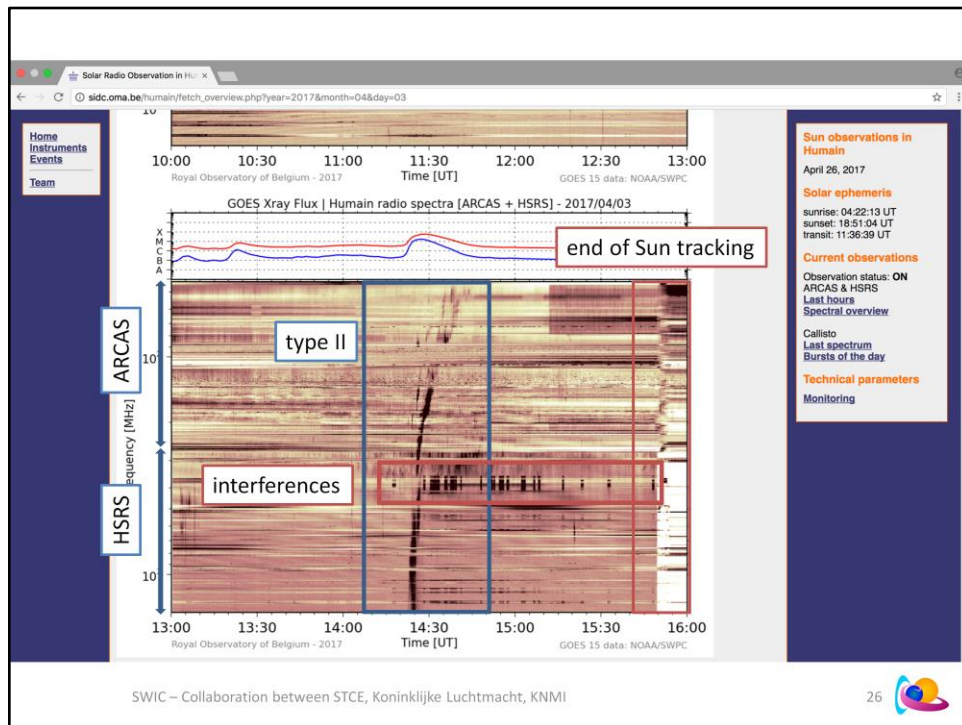 Solar Radio Observation in Hu
sidc.oma.be/humain/fetch_overview.php?year=2017&month=04&day=03
Home
Instruments
Events
Team
10:00 10:30 11:00 11:30 12:00 12:30 13:00
Royal Observatory of Belgium - 2017 Time [UT] GOES 15 data: NOAA/SWPC
GOES Xray Flux | Humain radio spectra [ARCAS + HSRS] - 2017/04/03
X
M
C
B
A
end of Sun tracking
ARCAS
type II
equency [MHz]
interferences
HSRS
13:00 13:30 14:00 14:30 15:00 15:30 16:00
Royal Observatory of Belgium - 2017 Time [UT] GOES 15 data: NOAA/SWPC
Sun observations in
Humain
April 26, 2017
Solar ephemeris
sunrise: 04:22:13 UT
sunset: 18:51:04 UT
transit: 11:36:39 UT
Current observations
Observation status: ON
ARCAS & HSRS
Last hours
Spectral overview
Callisto
Last spectrum
Bursts of the day
Technical parameters
Monitoring
SWIC – Collaboration between STCE, Koninklijke Luchtmacht, KNMI 26